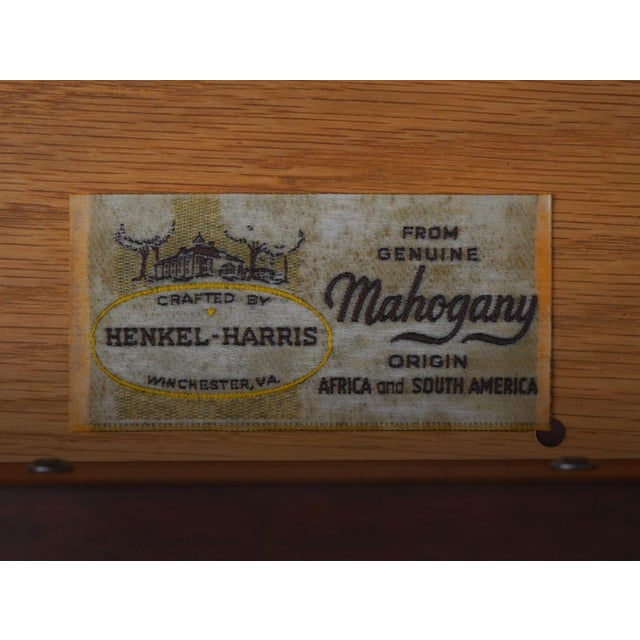 CRAFTED BY
HENKEL-HARRIS
WINCHESTER, VA.
FROM
GENUINE
Mahogany
ORIGIN
AFRICA and SOUTH AMERICA